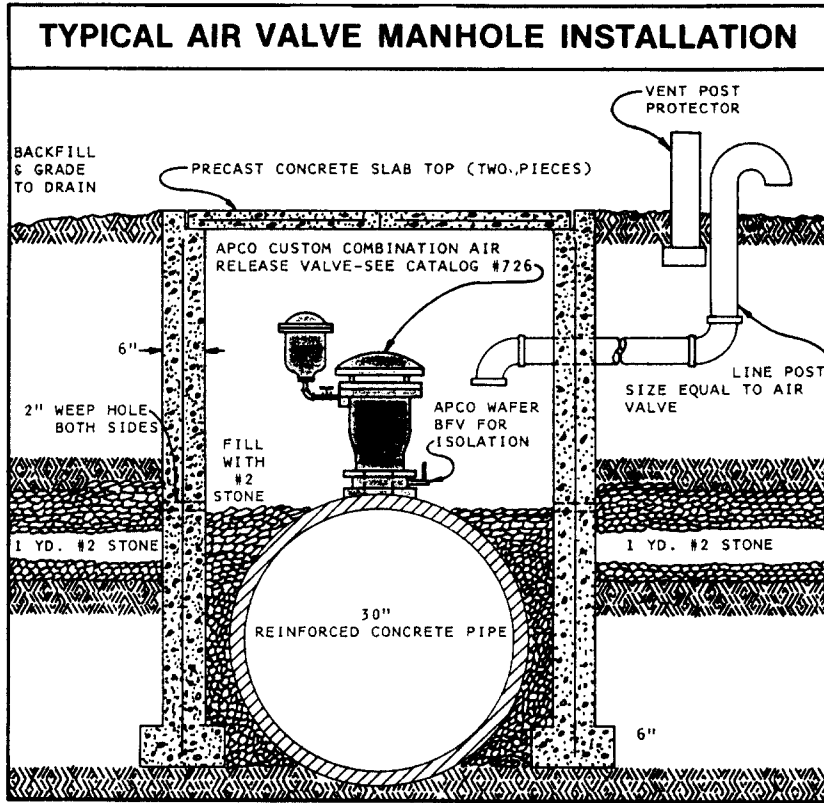 TYPICAL AIR VALVE MANHOLE INSTALLATION
VENT POST
PROTECTOR
BACKFILL
& GRADE
TO DRAIN
PRECAST CONCRETE SLAB TOP (TWO, PIECES)
APCO CUSTOM COMBINATION AIR
RELEASE VALVE-SEE CATALOG #726
6"
LINE POST
SIZE EQUAL TO AIR
VALVE
2" WEEP HOLE
BOTH SIDES
APCO WAFER
BFV FOR
ISOLATION
FILL
WITH
#2
STONE
1 YD. #2 STONE
1 YD. #2 STONE
30"
REINFORCED CONCRETE PIPE
6"